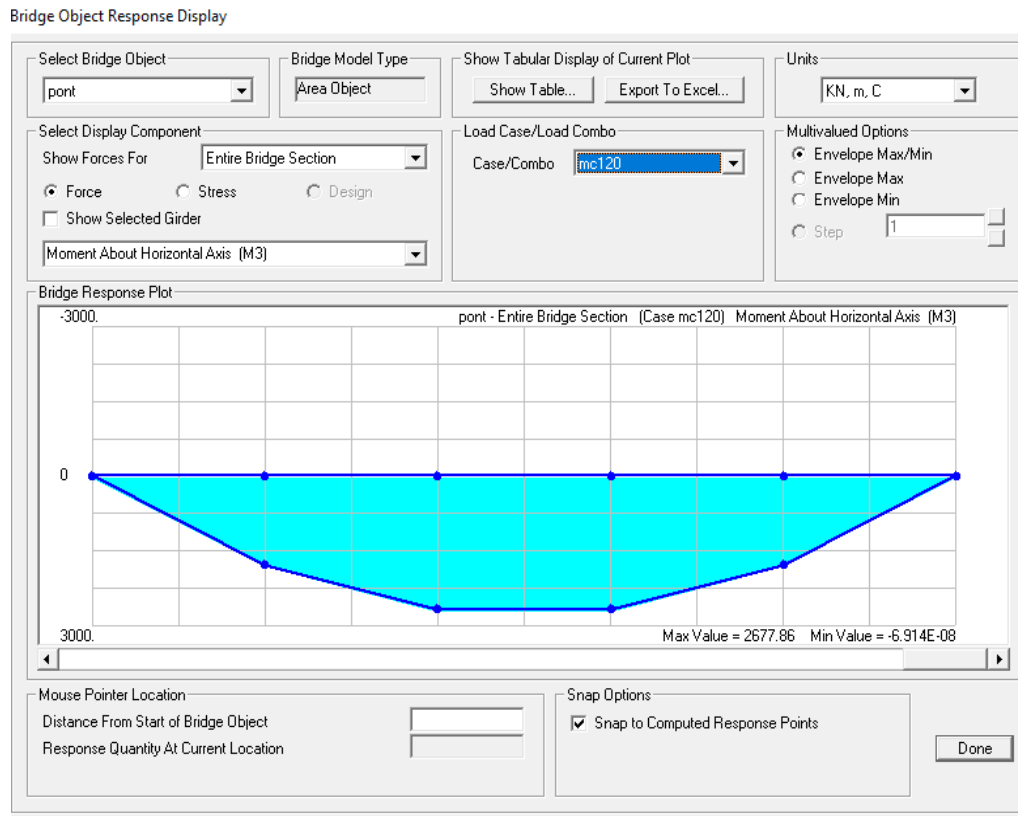 Bridge Object Response Display
Select Bridge Object
pont
Bridge Model Type
Area Object
Show Tabular Display of Current Plot
Show Table...
Export To Excel...
Units
KN, m, C
Select Display Component
Show Forces For
Entire Bridge Section
Force
Stress
Design
Show Selected Girder
Moment About Horizontal Axis (M3)
Load Case/Load Combo
Case/Combo
mc120
Multivalued Options
Envelope Max/Min
Envelope Max
Envelope Min
Step
1
Bridge Response Plot
-3000.
pont - Entire Bridge Section (Case mc120) Moment About Horizontal Axis (M3)
0
3000.
Max Value = 2677.86 Min Value = -6.914E-08
Mouse Pointer Location
Distance From Start of Bridge Object
Response Quantity At Current Location
Snap Options
Snap to Computed Response Points
Done